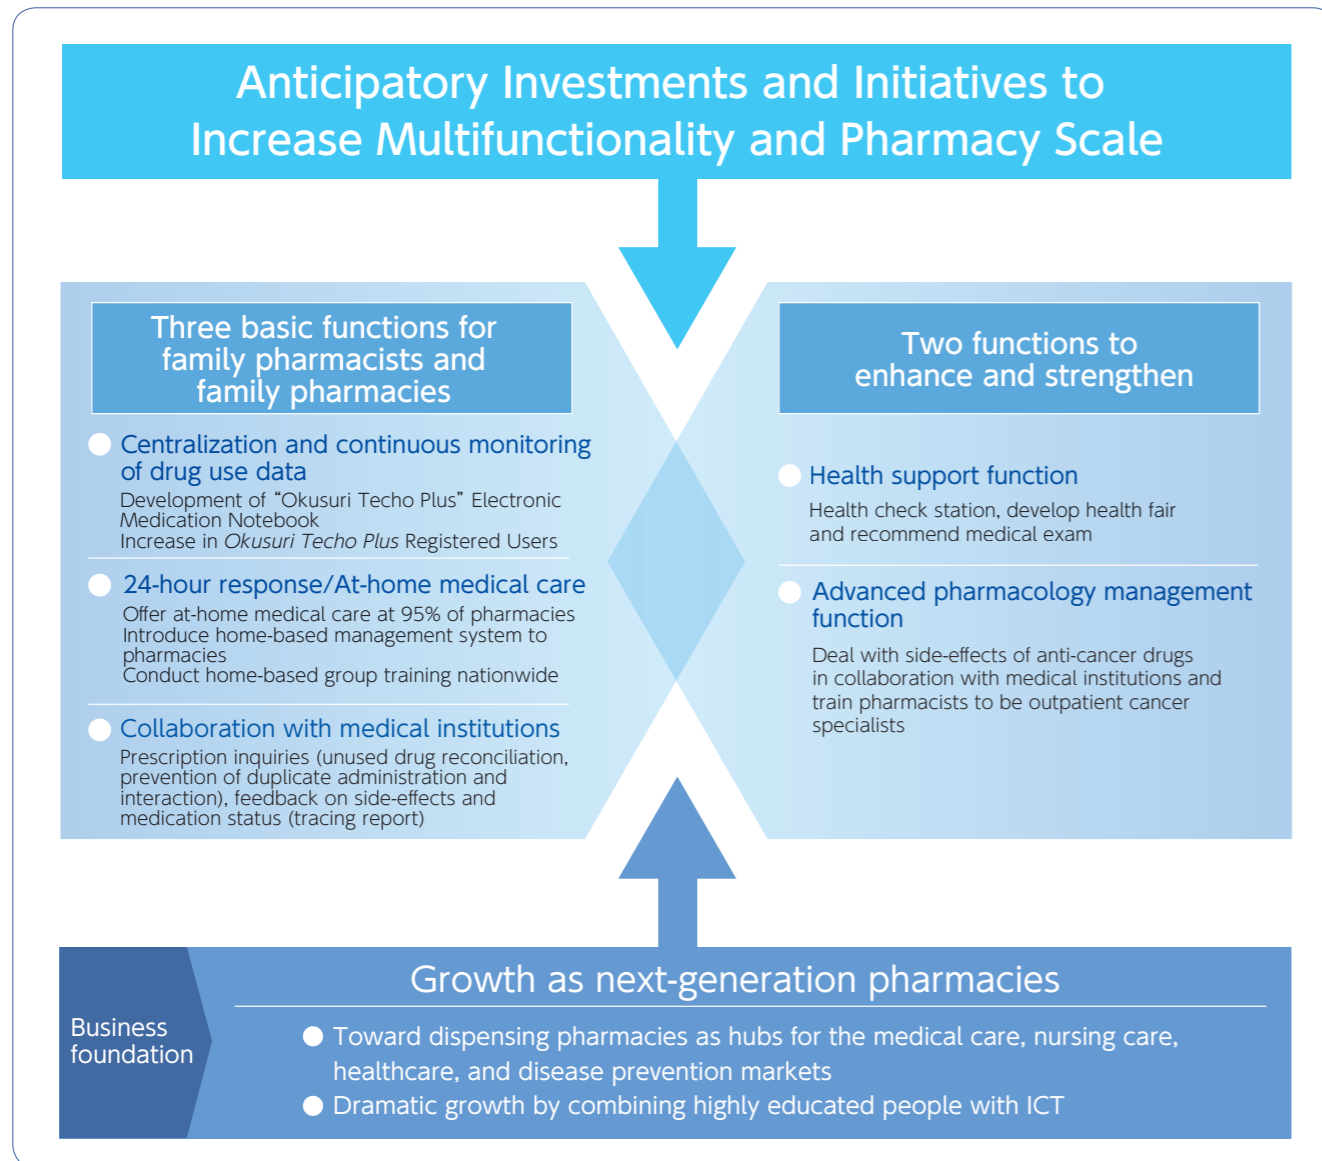 Anticipatory Investments and Initiatives to
Increase Multifunctionality and Pharmacy Scale
Three basic functions for
family pharmacists and
family pharmacies
Centralization and continuous monitoring
of drug use data
Development of “Okusuri Techo Plus” Electronic
Medication Notebook
Increase in Okusuri Techo Plus Registered Users
24-hour response/At-home medical care
Offer at-home medical care at 95% of pharmacies
Introduce home-based management system to
pharmacies
Conduct home-based group training nationwide
Collaboration with medical institutions
Prescription inquiries (unused drug reconciliation,
prevention of duplicate administration and
interaction), feedback on side-effects and
medication status (tracing report)
Two functions to
enhance and strengthen
Health support function
Health check station, develop health fair
and recommend medical exam
Advanced pharmacology management
function
Deal with side-effects of anti-cancer drugs
in collaboration with medical institutions and
train pharmacists to be outpatient cancer
specialists
Business
foundation
Growth as next-generation pharmacies
Toward dispensing pharmacies as hubs for the medical care, nursing care,
healthcare, and disease prevention markets
Dramatic growth by combining highly educated people with ICT